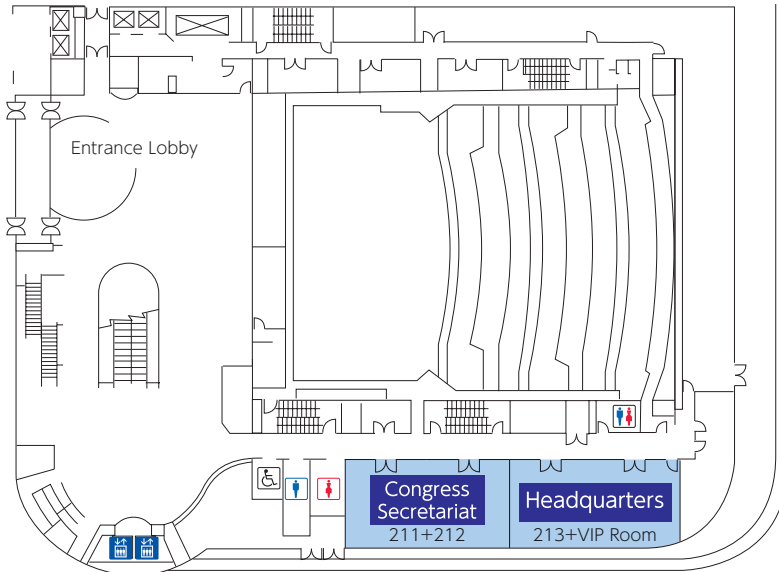 Entrance Lobby
Congress
Secretariat
211+212
Headquarters
213+VIP Room